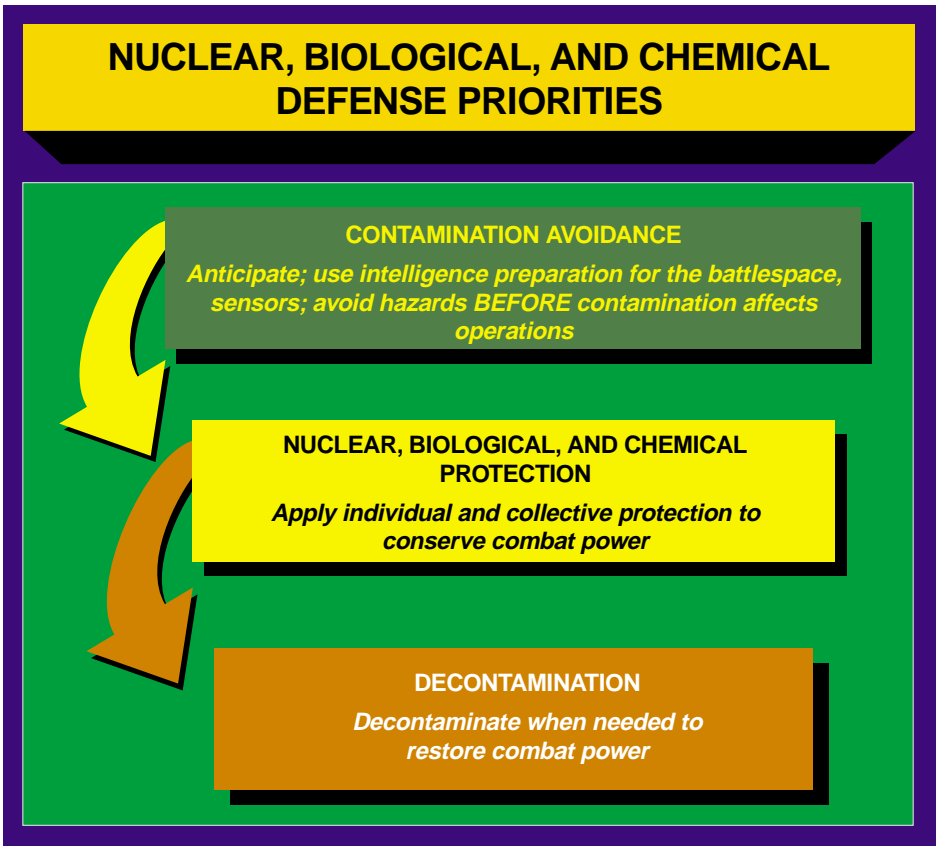 NUCLEAR, BIOLOGICAL, AND CHEMICAL
DEFENSE PRIORITIES
CONTAMINATION AVOIDANCE
Anticipate; use intelligence preparation for the battlespace,
sensors; avoid hazards BEFORE contamination affects
operations
NUCLEAR, BIOLOGICAL, AND CHEMICAL
PROTECTION
Apply individual and collective protection to
conserve combat power
DECONTAMINATION
Decontaminate when needed to
restore combat power